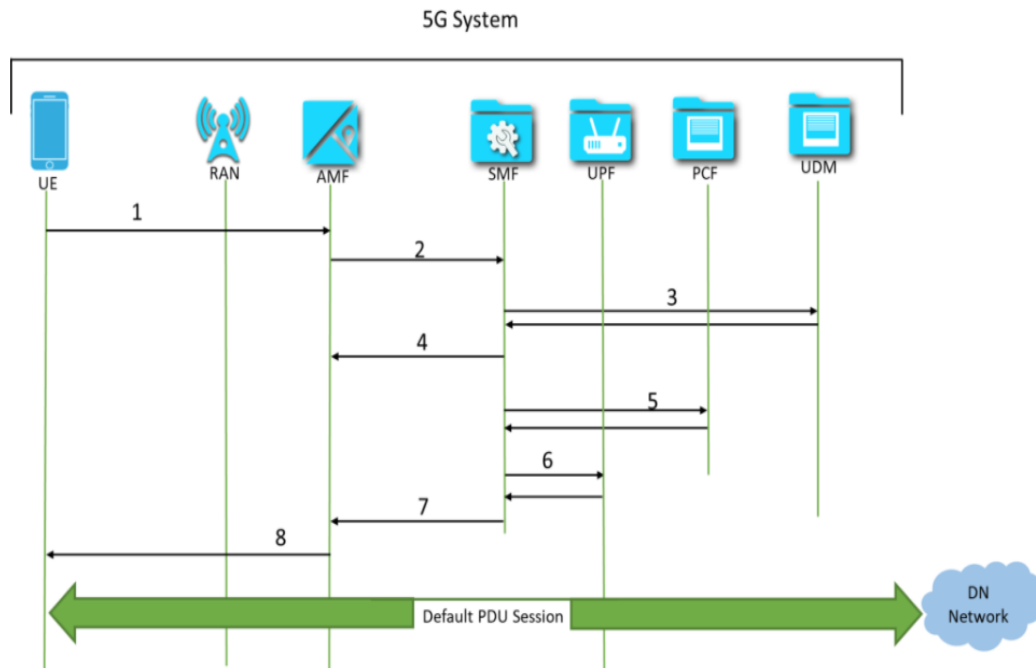 5G System
UE
RAN
AMF
SMF
UPF
PCF
UDM
1
2
3
4
5
6
7
8
Default PDU Session
DN
Network